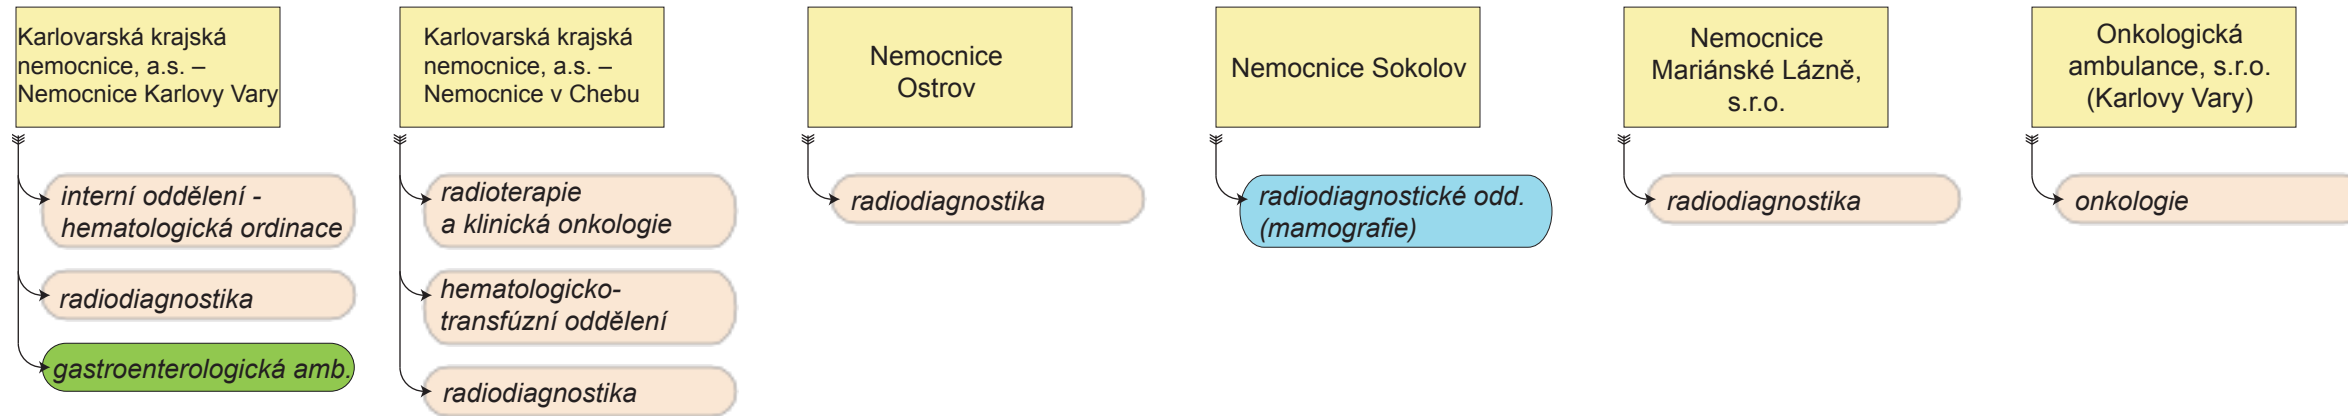 Karlovarská krajská
nemocnice, a.s. –
Nemocnice Karlovy Vary
interní oddělení -
hematologická ordinace
radiodiagnostika
gastroenterologická amb.
Karlovarská krajská
nemocnice, a.s. –
Nemocnice v Chebu
radioterapie
a klinická onkologie
hematologicko-
transfúzní oddělení
radiodiagnostika
Nemocnice
Ostrov
radiodiagnostika
Nemocnice Sokolov
radiodiagnostické odd.
(mamografie)
Nemocnice
Mariánské Lázně,
s.r.o.
radiodiagnostika
Onkologická
ambulance, s.r.o.
(Karlovy Vary)
onkologie